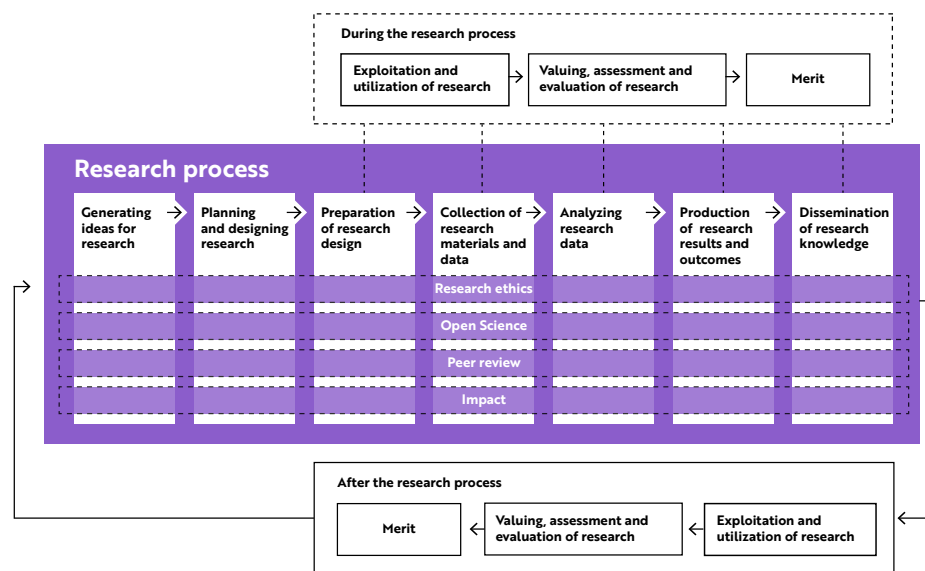 During the research process
Exploitation and
utilization of research
Valuing, assessment and
evaluation of research
Merit
Research process
Generating
ideas for
research
Planning
and designing
research
Preparation
of research
design
Collection of
research
materials and
data
Analyzing
research
data
Production
of research
results and
outcomes
Dissemination
of research
knowledge
Research ethics
Open Science
Peer review
Impact
After the research process
Merit
Valuing, assessment and
evaluation of research
Exploitation and
utilization of research